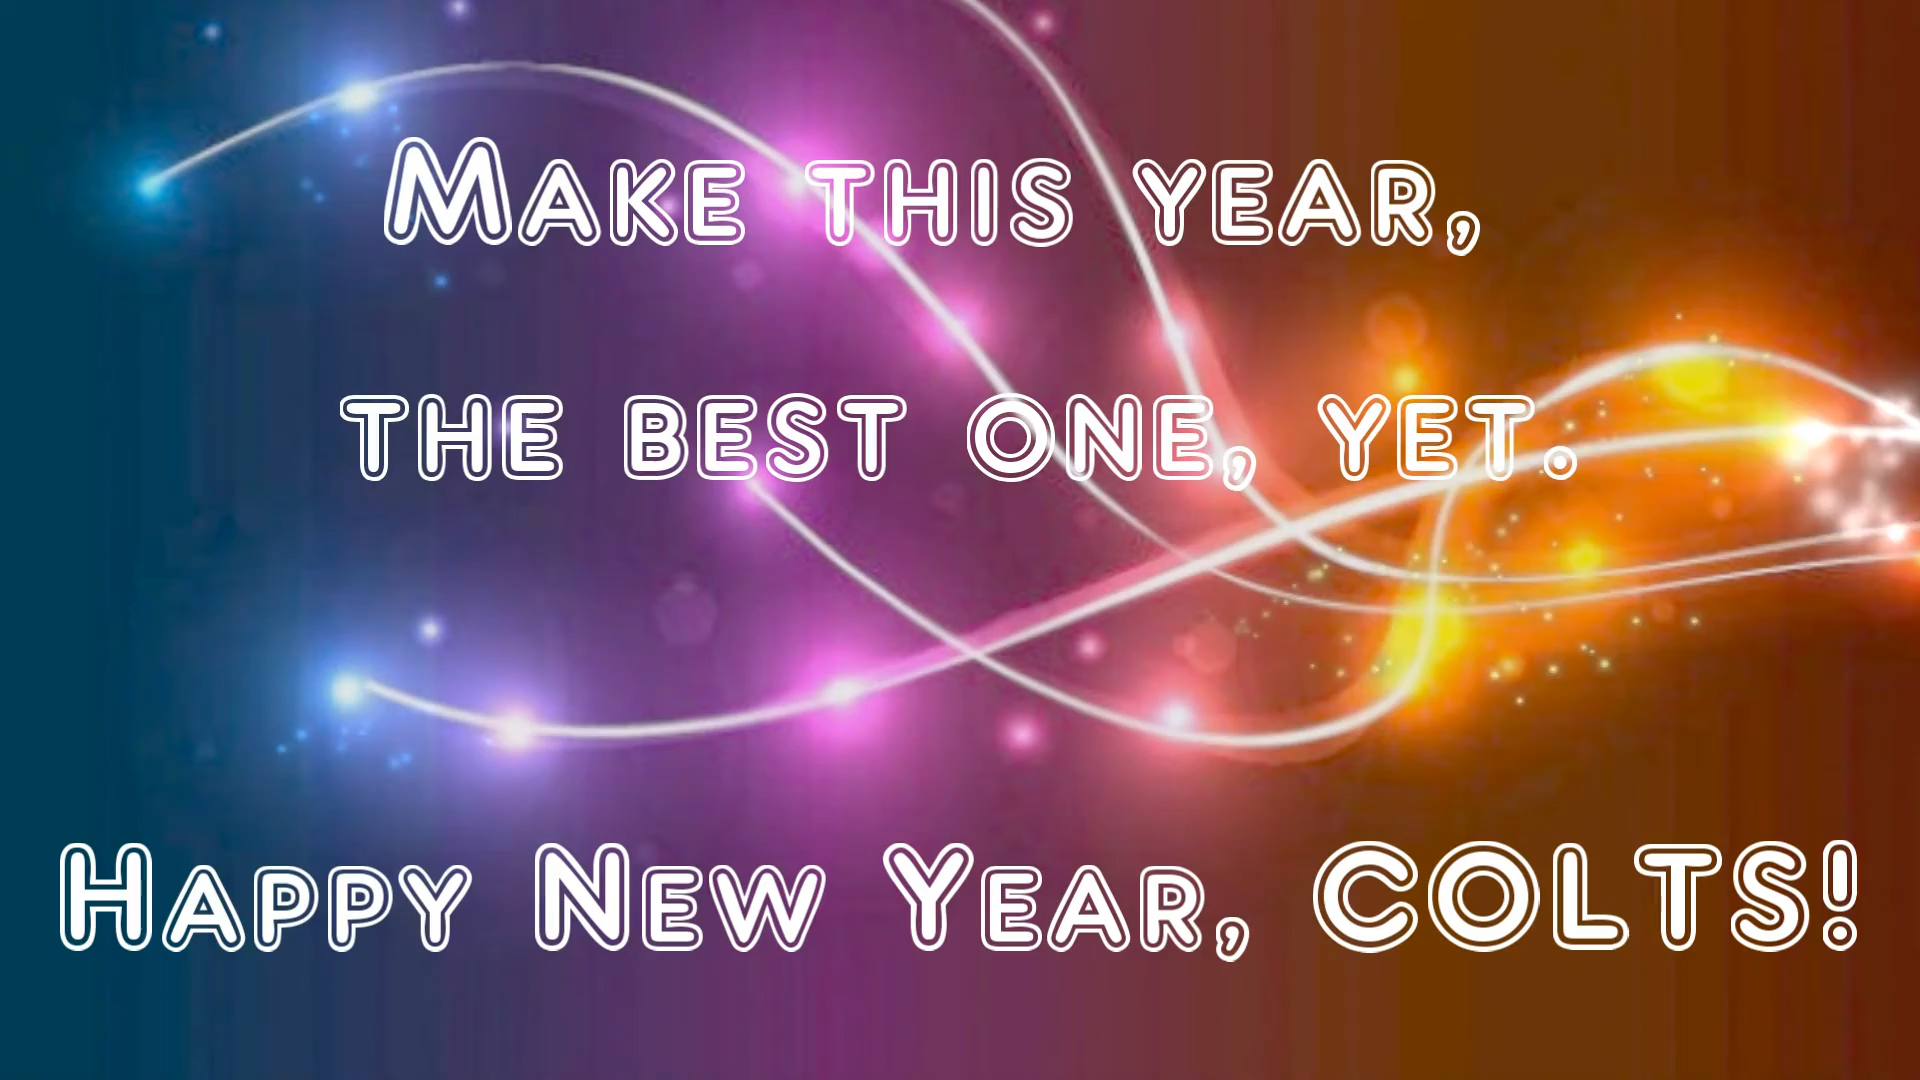 Make this year,
the best one, yet.
Happy New Year, COLTS!